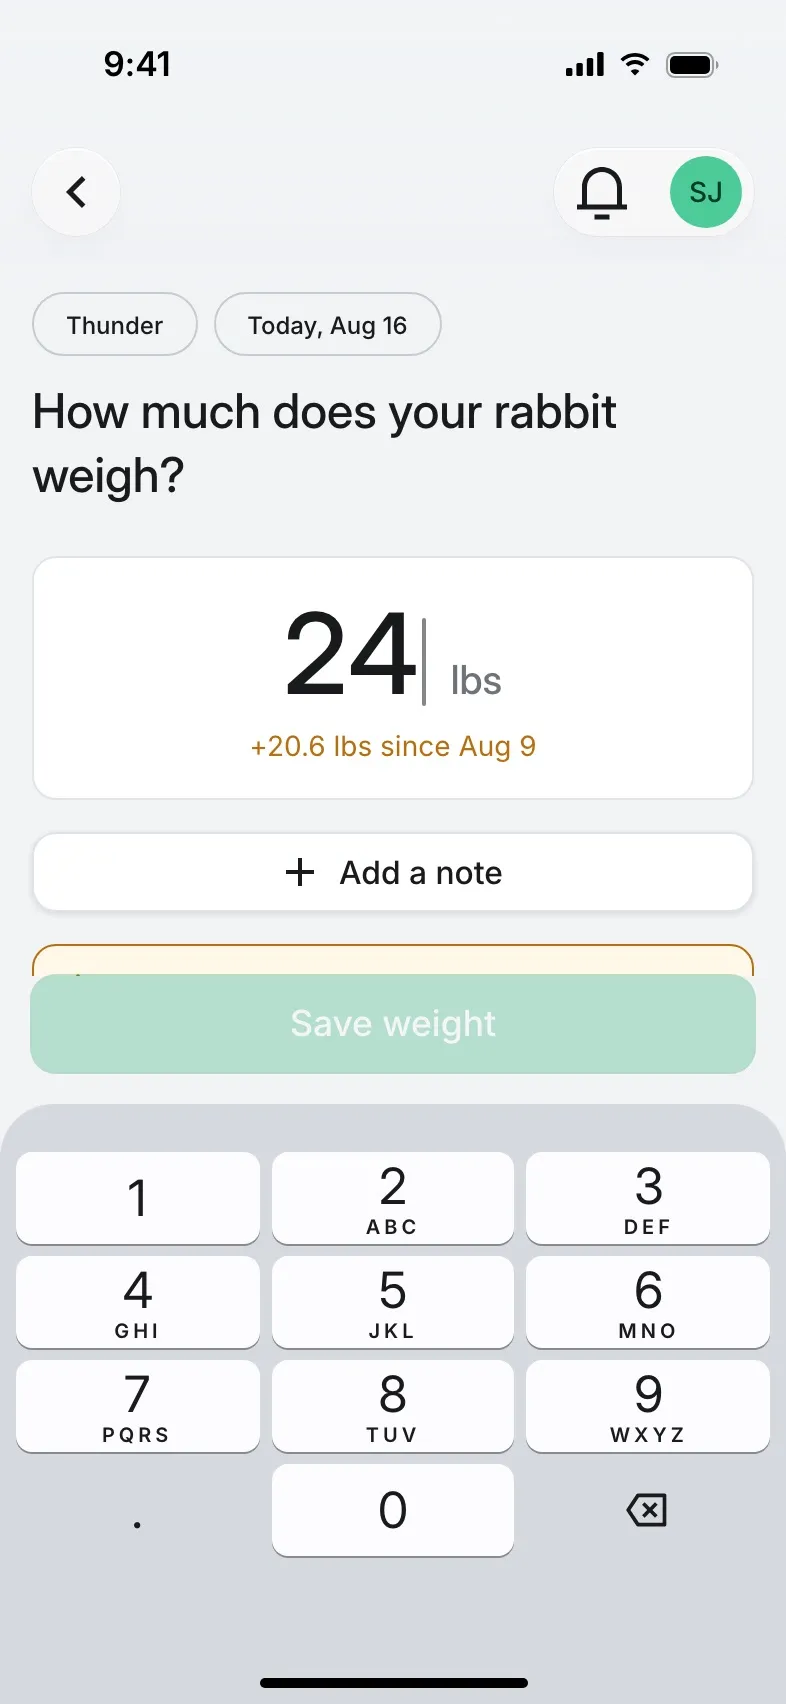 9:41
SJ
Thunder
Today, Aug 16
How much does your rabbit
weigh?
24 lbs
+20.6 lbs since Aug 9
+ Add a note
Save weight
1
2
ABC
3
DEF
4
GHI
5
JKL
6
MNO
7
PQRS
8
TUV
9
WXYZ
.
0